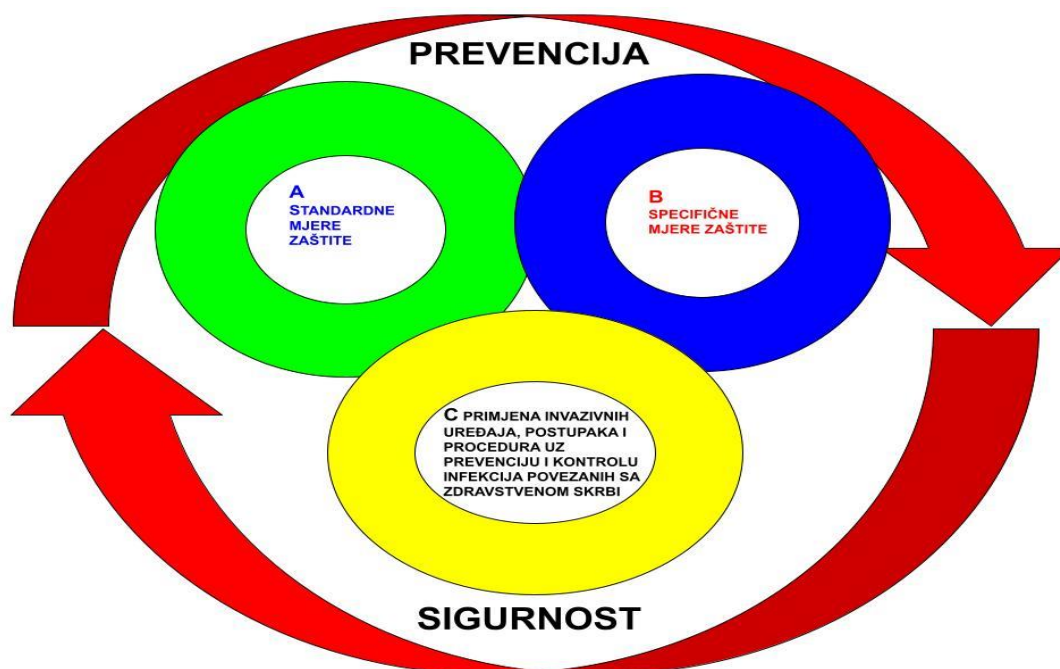 PREVENCIJA
A
STANDARDNE
MJERE
ZAŠTITE
B
SPECIFIČNE
MJERE ZAŠTITE
C PRIMJENA INVAZIVNIH
UREĐAJA, POSTUPAKA I
PROCEDURA UZ
PREVENCIJU I KONTROLU
INFEKCIJA POVEZANIH SA
ZDRAVSTVENOM SKRBI
SIGURNOST